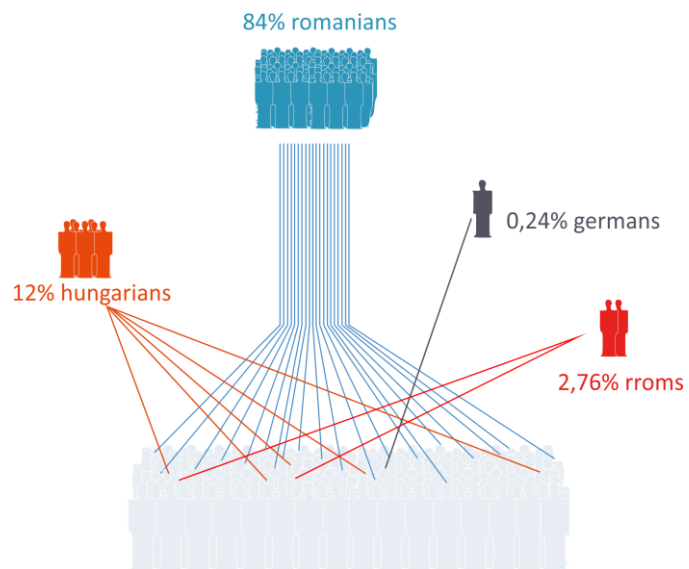 84% romanians
0,24% germans
12% hungarians
2,76% rroms